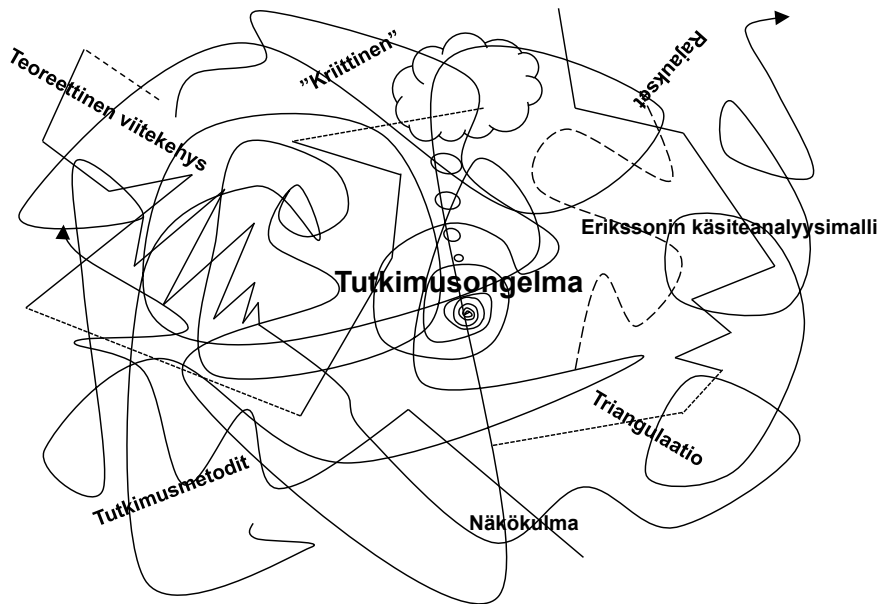 Teoreettinen viitekehys
”Kriittinen”
Rajaukset
Erikssonin käsiteanalyysimalli
Tutkimusongelma
Triangulaatio
Tutkimusmetodit
Näkökulma